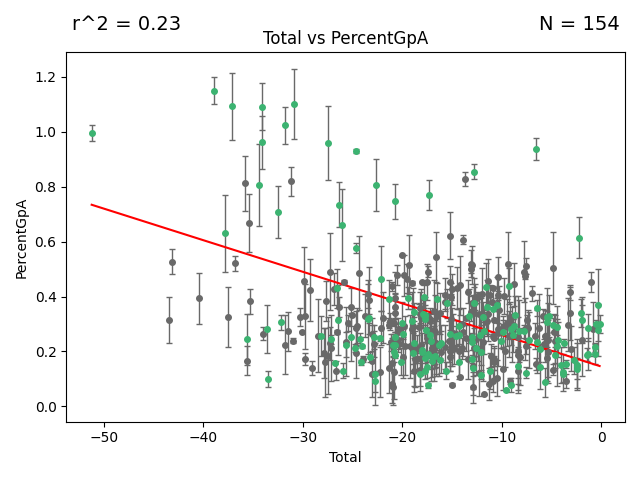 r^2 = 0.23
N = 154
Total vs PercentGpA
PercentGpA
1.2
1.0
0.8
0.6
0.4
0.2
0.0
−50
−40
−30
−20
−10
0
Total